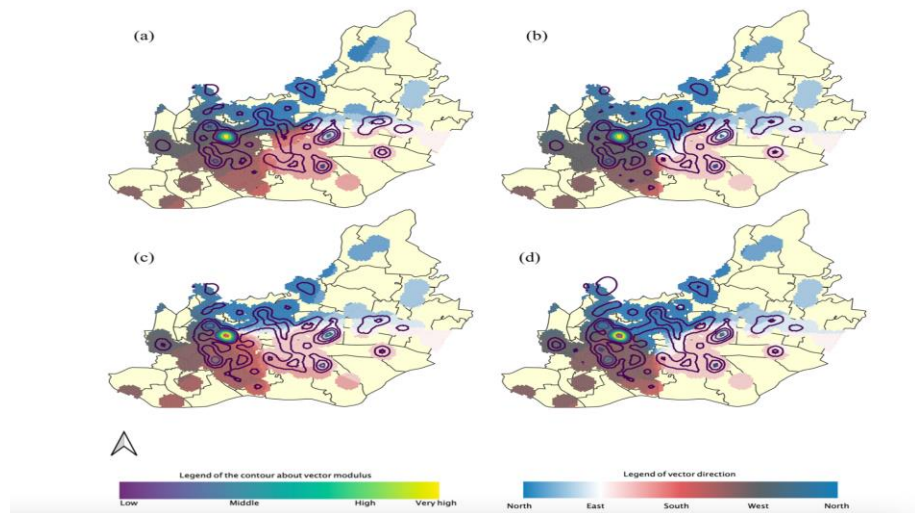 (a)
(b)
(c)
(d)
Legend of the contour about vector modulus
Low Middle High Very high
Legend of vector direction
North East South West North